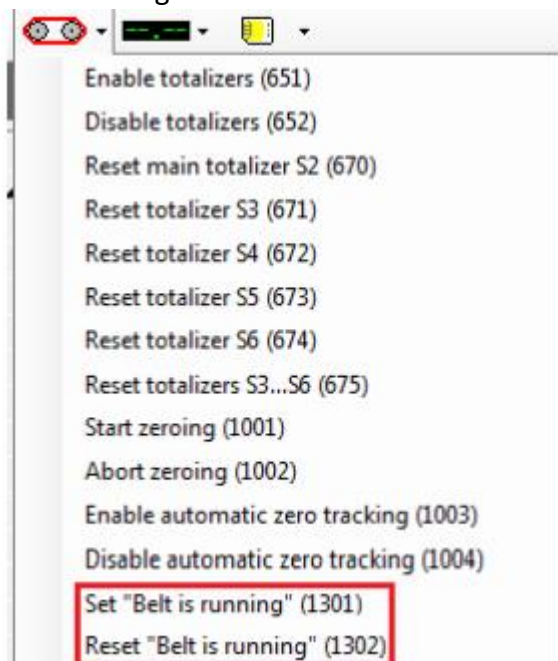 Enable totalizers (651)
Disable totalizers (652)
Reset main totalizer S2 (670)
Reset totalizer S3 (671)
Reset totalizer S4 (672)
Reset totalizer S5 (673)
Reset totalizer S6 (674)
Reset totalizers S3...S6 (675)
Start zeroing (1001)
Abort zeroing (1002)
Enable automatic zero tracking (1003)
Disable automatic zero tracking (1004)
Set "Belt is running" (1301)
Reset "Belt is running" (1302)